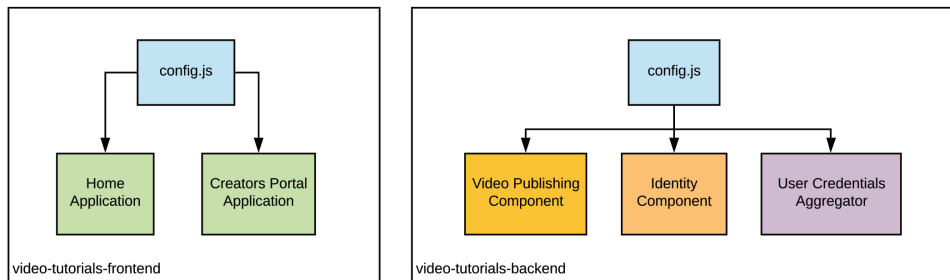 config.js
Home
Application
Creators Portal
Application
video-tutorials-frontend
config.js
Video Publishing
Component
Identity
Component
User Credentials
Aggregator
video-tutorials-backend